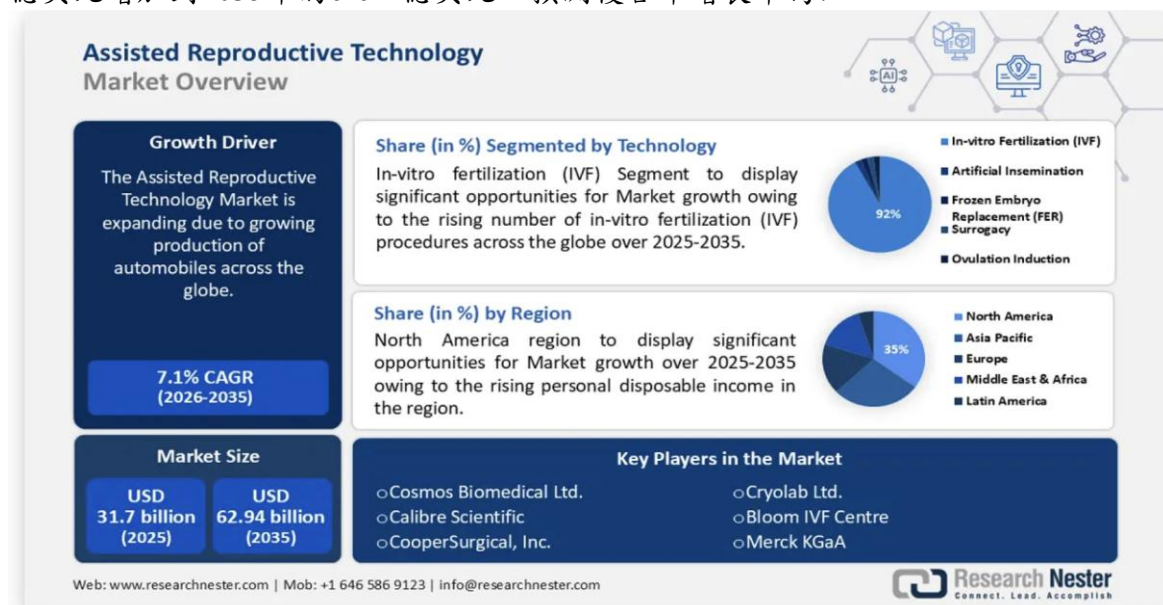 Assisted Reproductive Technology
Market Overview
AI
Growth Driver
The Assisted Reproductive
Technology Market is
expanding due to growing
production of
automobiles across the
globe.
7.1% CAGR
(2026-2035)
Share (in %) Segmented by Technology
In-vitro fertilization (IVF) Segment to display
significant opportunities for Market growth owing
to the rising number of in-vitro fertilization (IVF)
procedures across the globe over 2025-2035.
92%
In-vitro Fertilization (IVF)
Artificial Insemination
Frozen Embryo
Replacement (FER)
Surrogacy
Ovulation Induction
Share (in %) by Region
North America region to display significant
opportunities for Market growth over 2025-2035
owing to the rising personal disposable income in
the region.
35%
North America
Asia Pacific
Europe
Middle East & Africa
Latin America
Market Size
USD
31.7 billion
(2025)
USD
62.94 billion
(2035)
Key Players in the Market
Cosmos Biomedical Ltd.
Calibre Scientific
CooperSurgical, Inc.
Cryolab Ltd.
Bloom IVF Centre
Merck KGaA
Web: www.researchnester.com | Mob: +1 646 586 9123 | info@researchnester.com
Research Nester
Connect. Lead. Accomplish